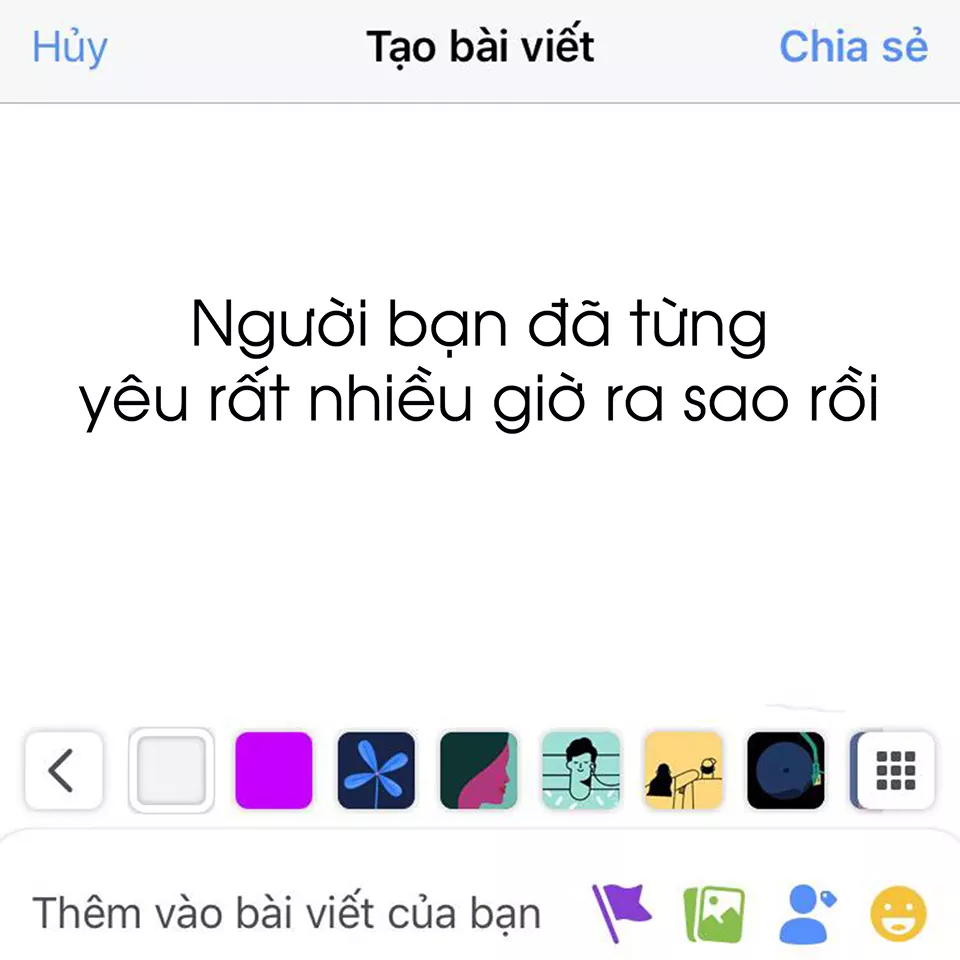 Hủy
Tạo bài viết
Chia sẻ
Người bạn đã từng
yêu rất nhiều giờ ra sao rồi
Thêm vào bài viết của bạn